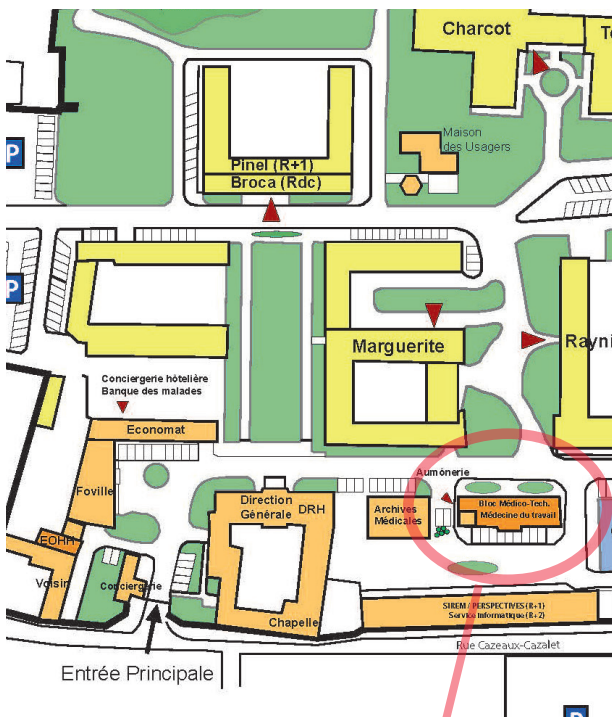 Charcot
Maison
des Usagers
P
Pinel (R+1)
Broca (Rdc)
P
Marguerite
Conciergerie hôtelière
Banque des malades
Economat
Aumônerie
Foville
Direction
Générale
DRH
Archives
Médicales
Bloc Médico-Tech.
Médecine du travail
EOHH
Voisin
Conciergerie
Chapelle
SIREM / PERSPECTIVES (R+1)
Service Informatique (R+2)
Rue Cazeaux-Cazalet
Entrée Principale